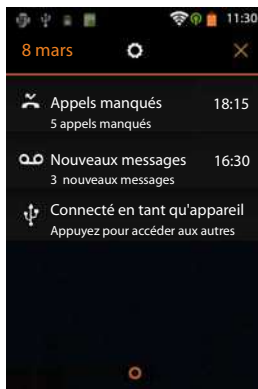 11:30
8 mars
Appels manqués 18:15
5 appels manqués
Nouveaux messages 16:30
3 nouveaux messages
Connecté en tant qu'appareil
Appuyez pour accéder aux autres